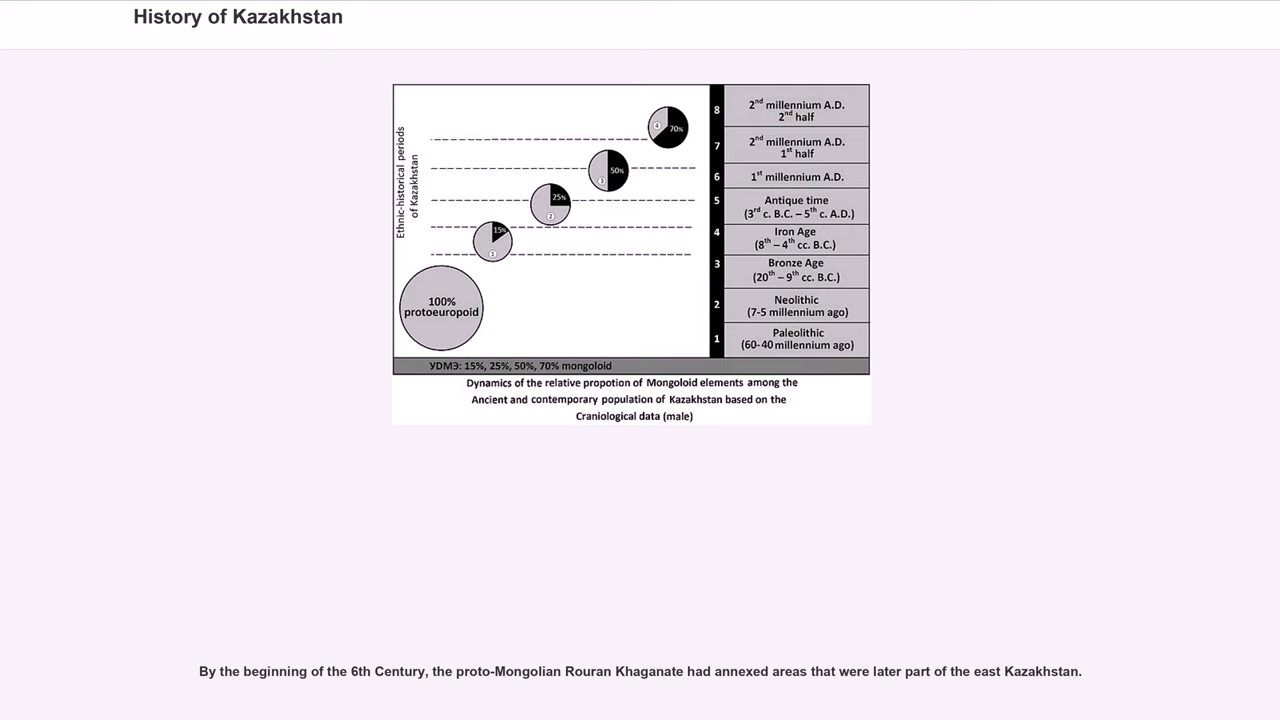 History of Kazakhstan
Ethnic-historical periods
of Kazakhstan
4
70%
3
50%
2
25%
1
15%
100%
protoeuropoid
8
2nd millennium A.D.
2nd half
7
2nd millennium A.D.
1st half
6
1st millennium A.D.
5
Antique time
(3rd c. B.C. – 5th c. A.D.)
4
Iron Age
(8th – 4th cc. B.C.)
3
Bronze Age
(20th – 9th cc. B.C.)
2
Neolithic
(7-5 millennium ago)
1
Paleolithic
(60-40 millennium ago)
УDМЭ: 15%, 25%, 50%, 70% mongoloid
Dynamics of the relative propotion of Mongoloid elements among the
Ancient and contemporary population of Kazakhstan based on the
Craniological data (male)
By the beginning of the 6th Century, the proto-Mongolian Rouran Khaganate had annexed areas that were later part of the east Kazakhstan.